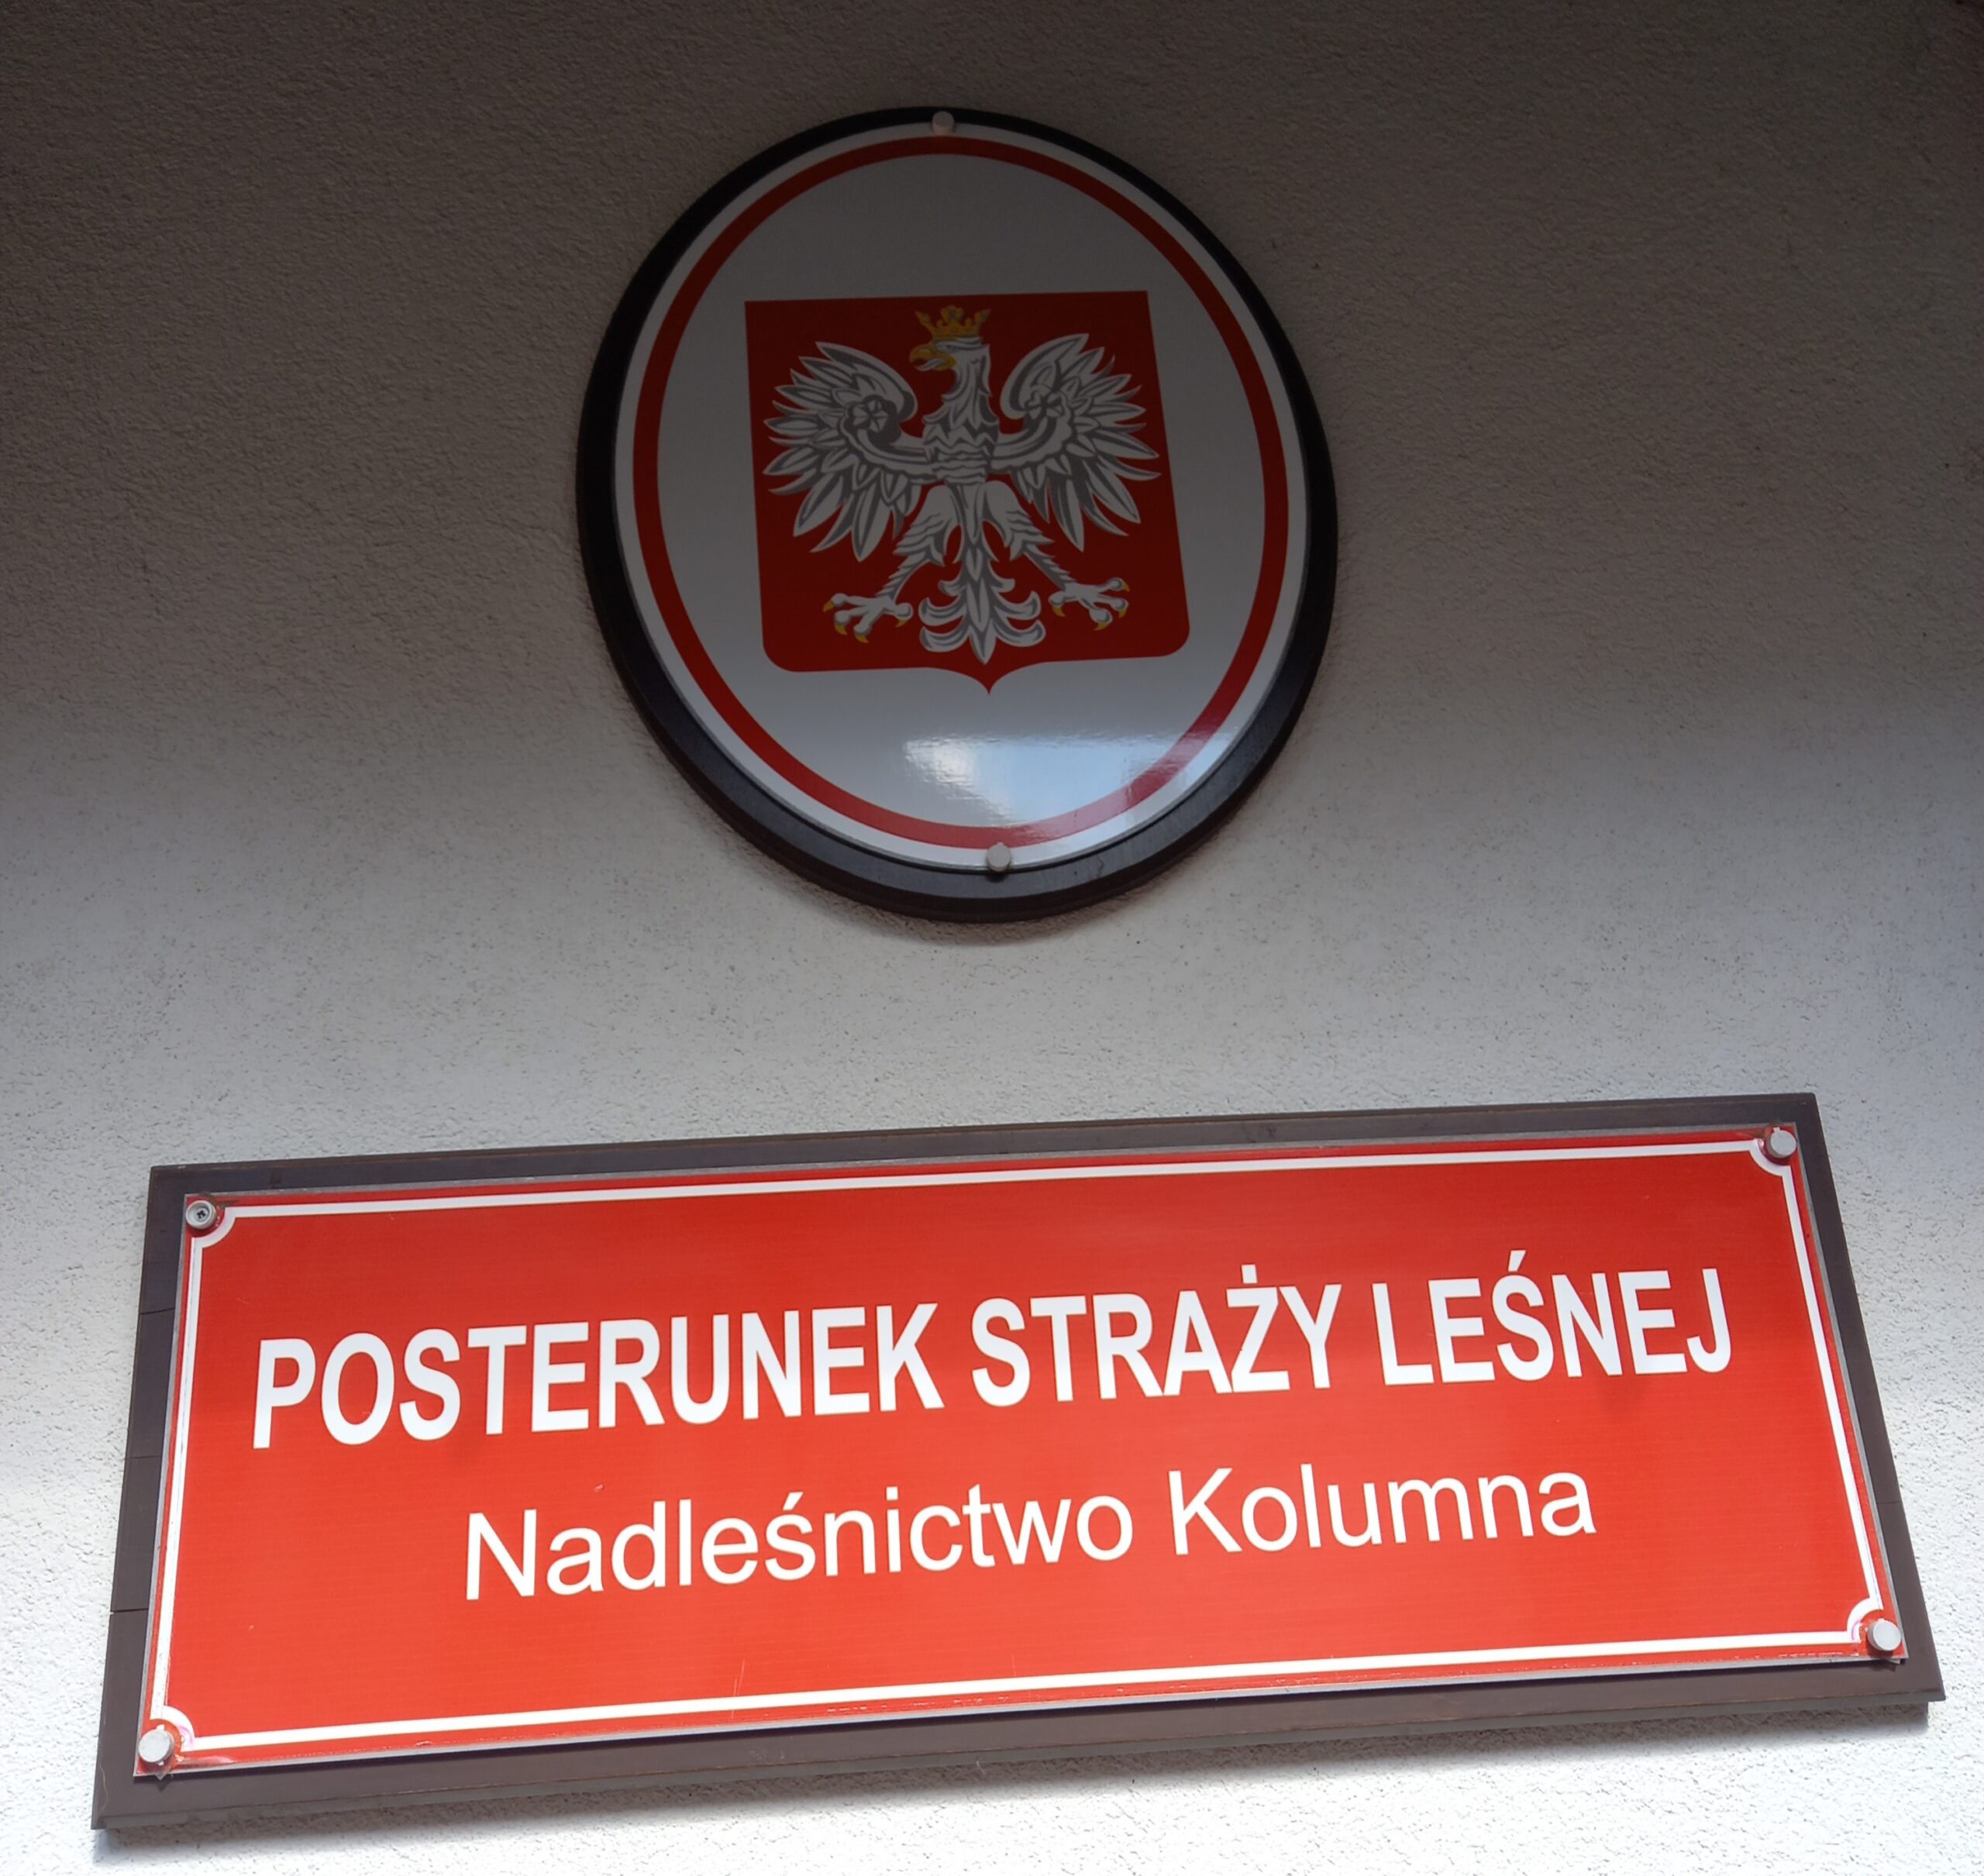 POSTERUNEK STRAŻY LEŚNEJ
Nadleśnictwo Kolumna